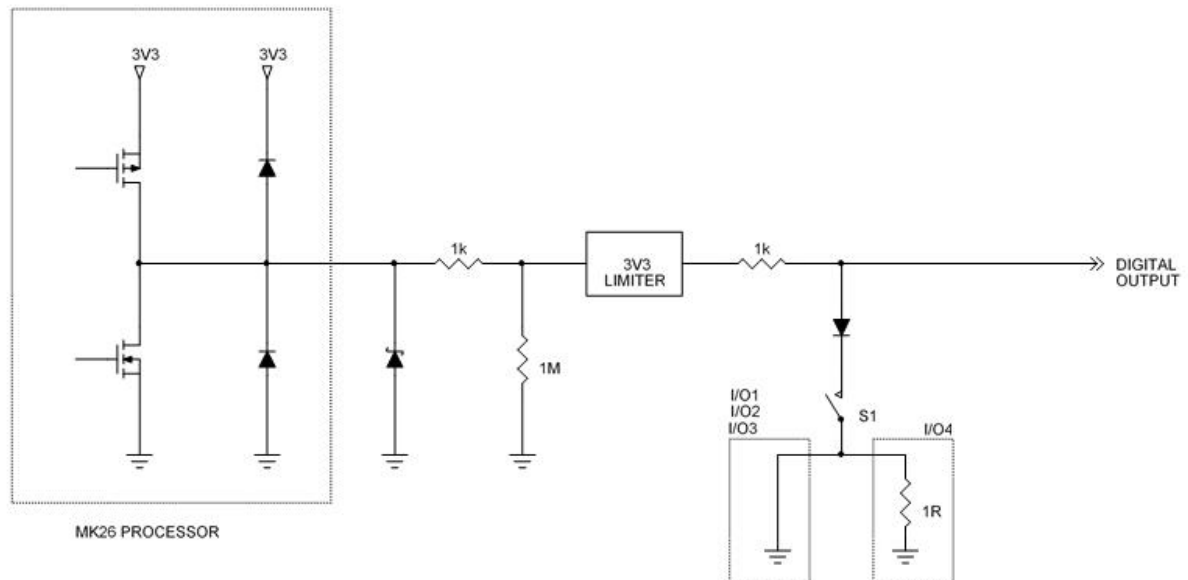 3V3
3V3
1k
3V3
LIMITER
1k
DIGITAL
OUTPUT
1M
I/O1
I/O2
I/O3
S1
I/O4
1R
MK26 PROCESSOR